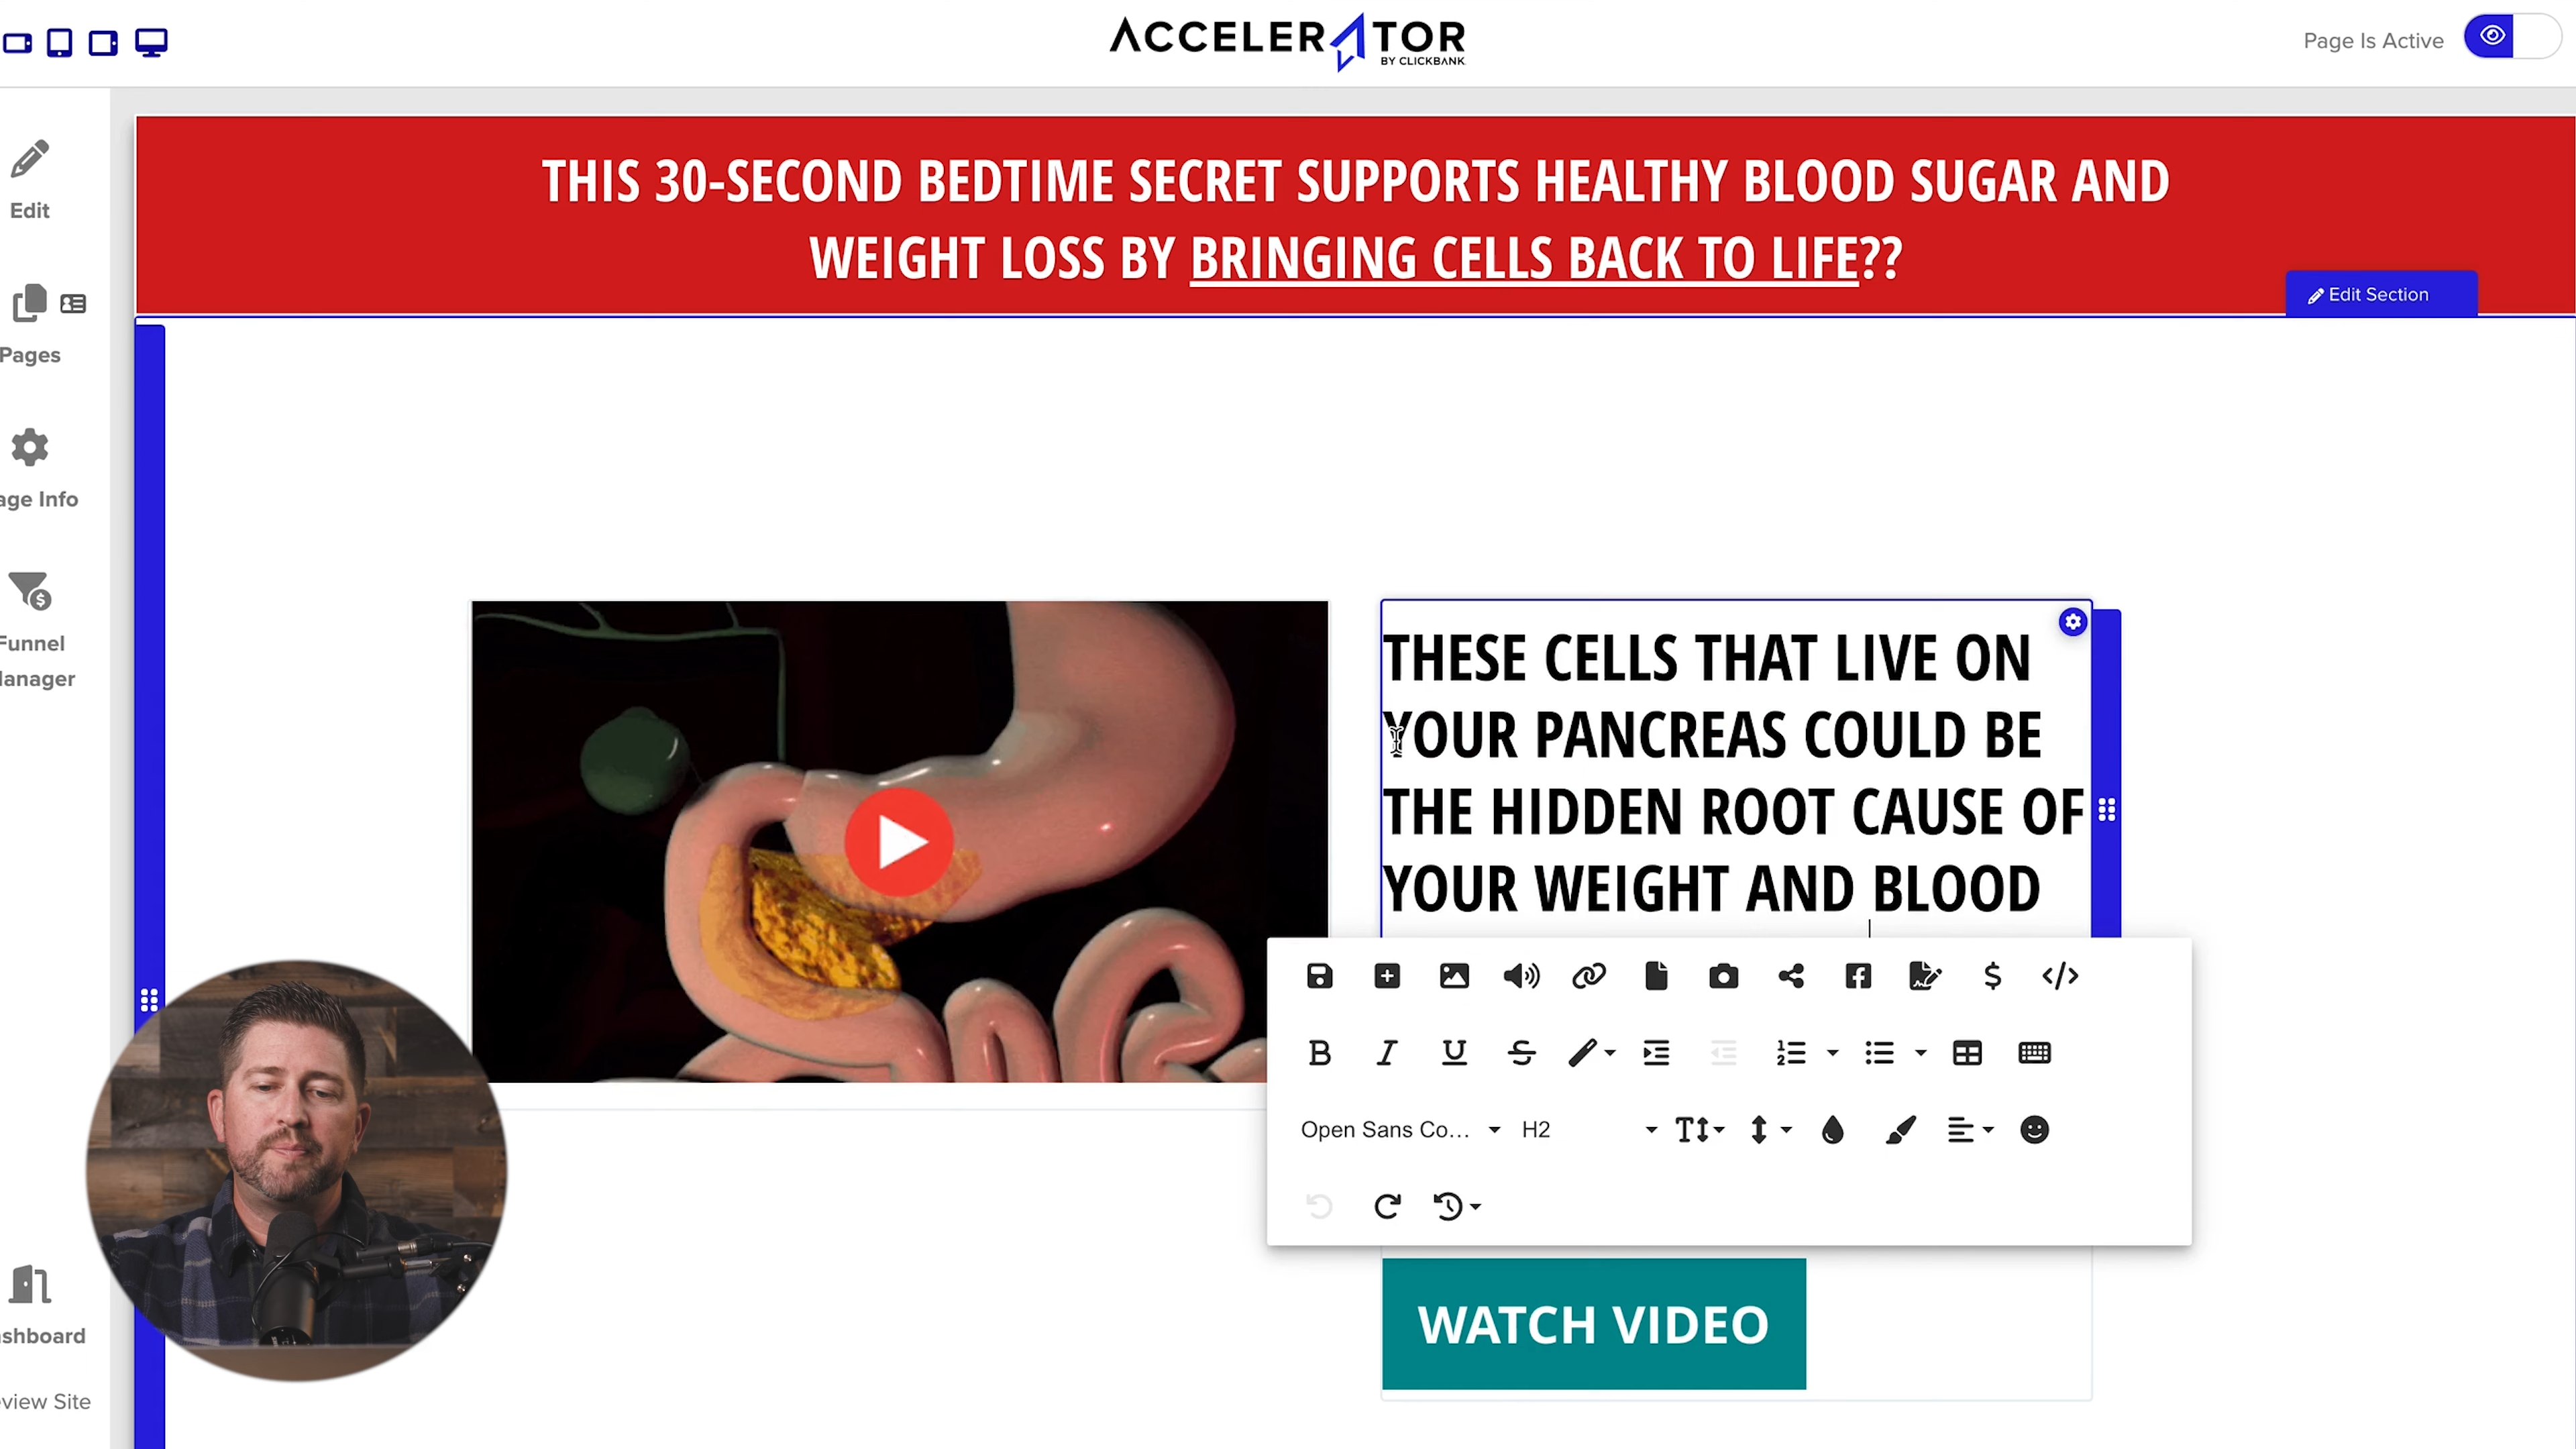 ACCELERATOR
BY CLICKBANK
Page Is Active
Edit
Pages
age Info
Funnel
anager
shboard
view Site
THIS 30-SECOND BEDTIME SECRET SUPPORTS HEALTHY BLOOD SUGAR AND
WEIGHT LOSS BY BRINGING CELLS BACK TO LIFE??
Edit Section
THESE CELLS THAT LIVE ON
YOUR PANCREAS COULD BE
THE HIDDEN ROOT CAUSE OF
YOUR WEIGHT AND BLOOD
Open Sans Co...
H2
WATCH VIDEO